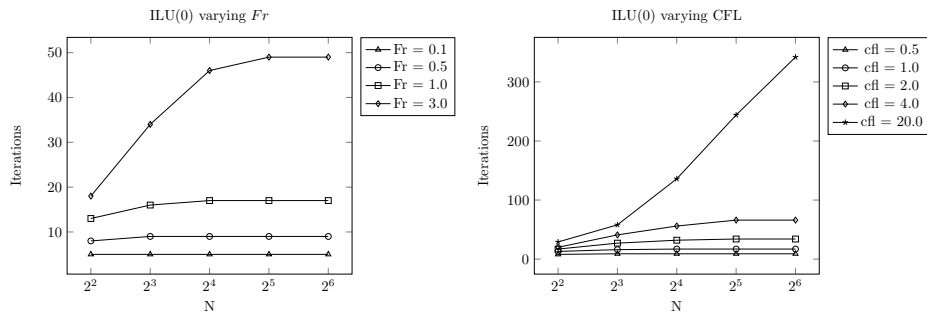 ILU(0) varying Fr
50
40
30
20
10
2^2
2^3
2^4
2^5
2^6
N
Iterations
Fr = 0.1
Fr = 0.5
Fr = 1.0
Fr = 3.0
ILU(0) varying CFL
300
200
100
0
2^2
2^3
2^4
2^5
2^6
N
Iterations
cfl = 0.5
cfl = 1.0
cfl = 2.0
cfl = 4.0
cfl = 20.0